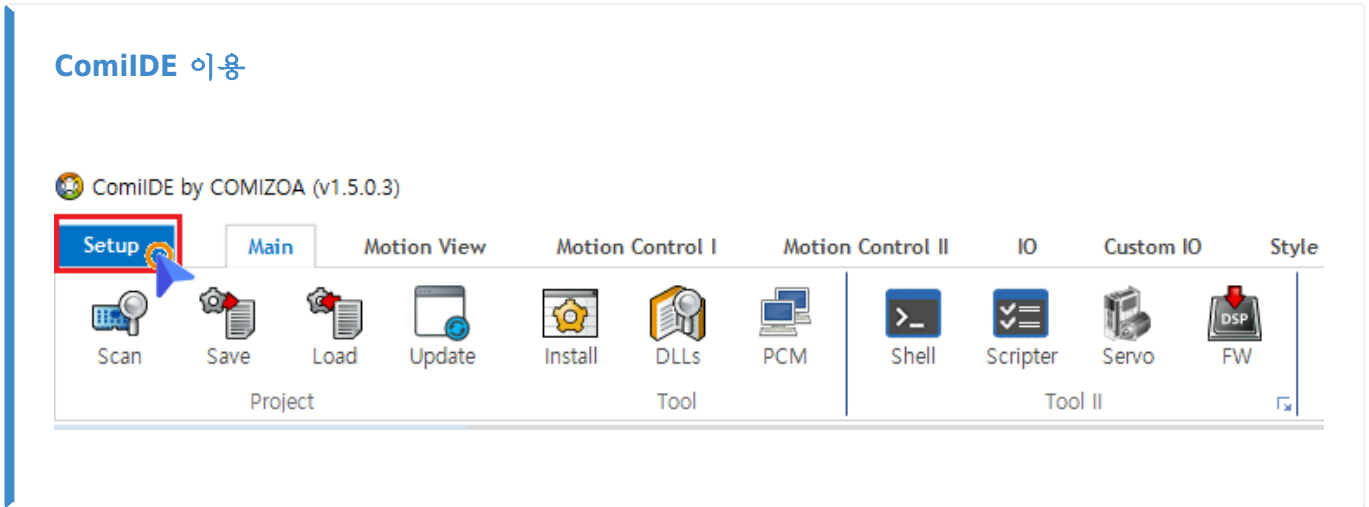 ComiIDE 이용
ComiIDE by COMIZOA (v1.5.0.3)
Setup Main Motion View Motion Control I Motion Control II IO Custom IO Style
Scan Save Load Update Install DLLs PCM Shell Scripter Servo FW
DSP
Project Tool Tool II